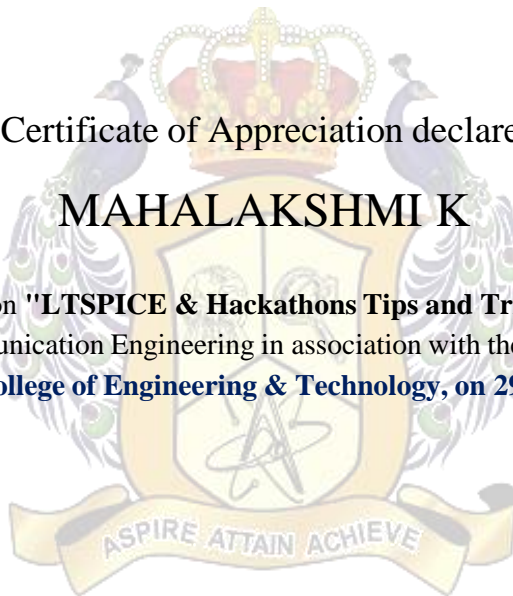 Certificate of Appreciation declare
MAHALAKSHMI K
on "LTSPICE & Hackathons Tips and Tr
unication Engineering in association with the
ollege of Engineering & Technology, on 29
ASPIRE ATTAIN ACHIEVE